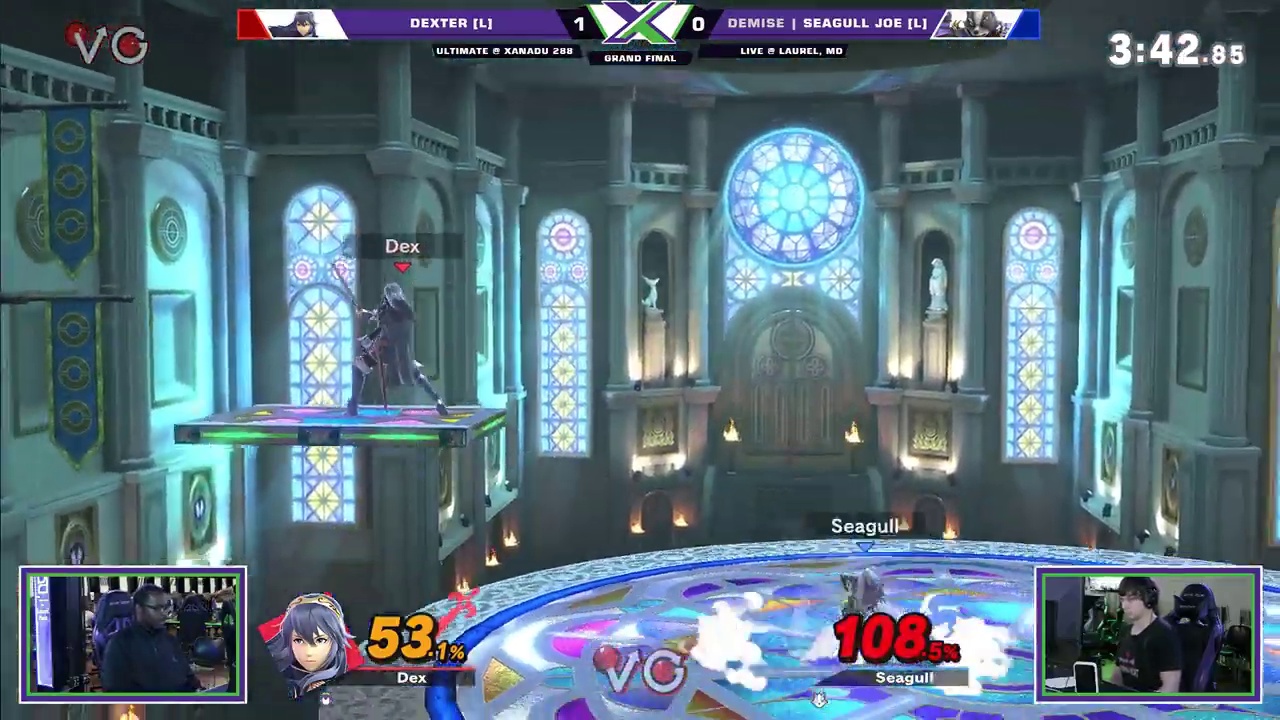 DEXTER [L]
1
0
DEMISE | SEAGULL JOE [L]
ULTIMATE @ XANADU 288
GRAND FINAL
LIVE @ LAUREL, MD
VG
3:42.85
Dex
Seagull
53.1%
Dex
VG
108.5%
Seagull